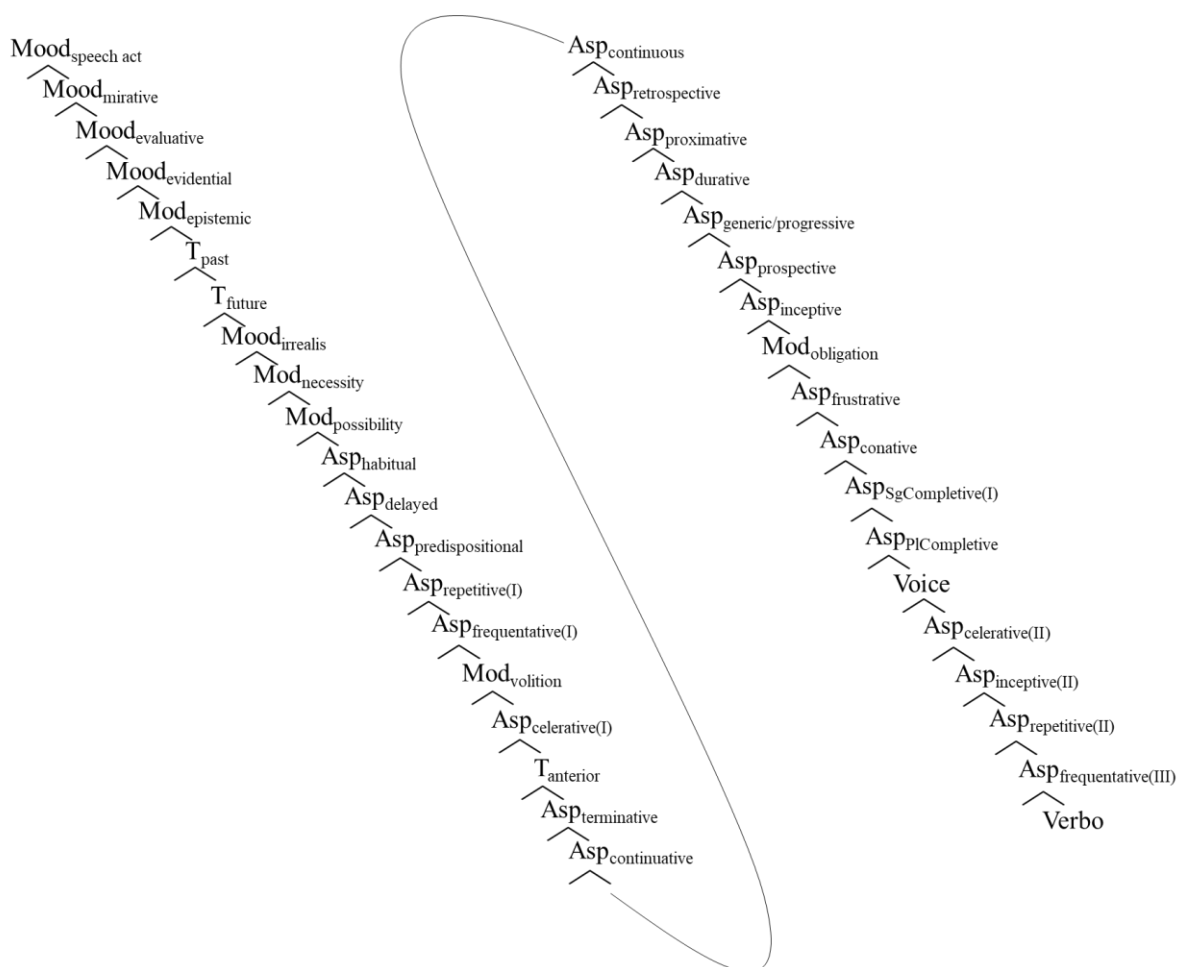 Mood speech act
Mood mirative
Mood evaluative
Mood evidential
Mod epistemic
T past
T future
Mood irrealis
Mod necessity
Mod possibility
Asp habitual
Asp delayed
Asp predispositional
Asp repetitive(I)
Asp frequentative(I)
Mod volition
Asp celerative(I)
T anterior
Asp terminative
Asp continuative
Asp continuous
Asp retrospective
Asp proximative
Asp durative
Asp generic/progressive
Asp prospective
Asp inceptive
Mod obligation
Asp frustrative
Asp conative
Asp SgCompletive(I)
Asp PlCompletive
Voice
Asp celerative(II)
Asp inceptive(II)
Asp repetitive(II)
Asp frequentative(III)
Verbo